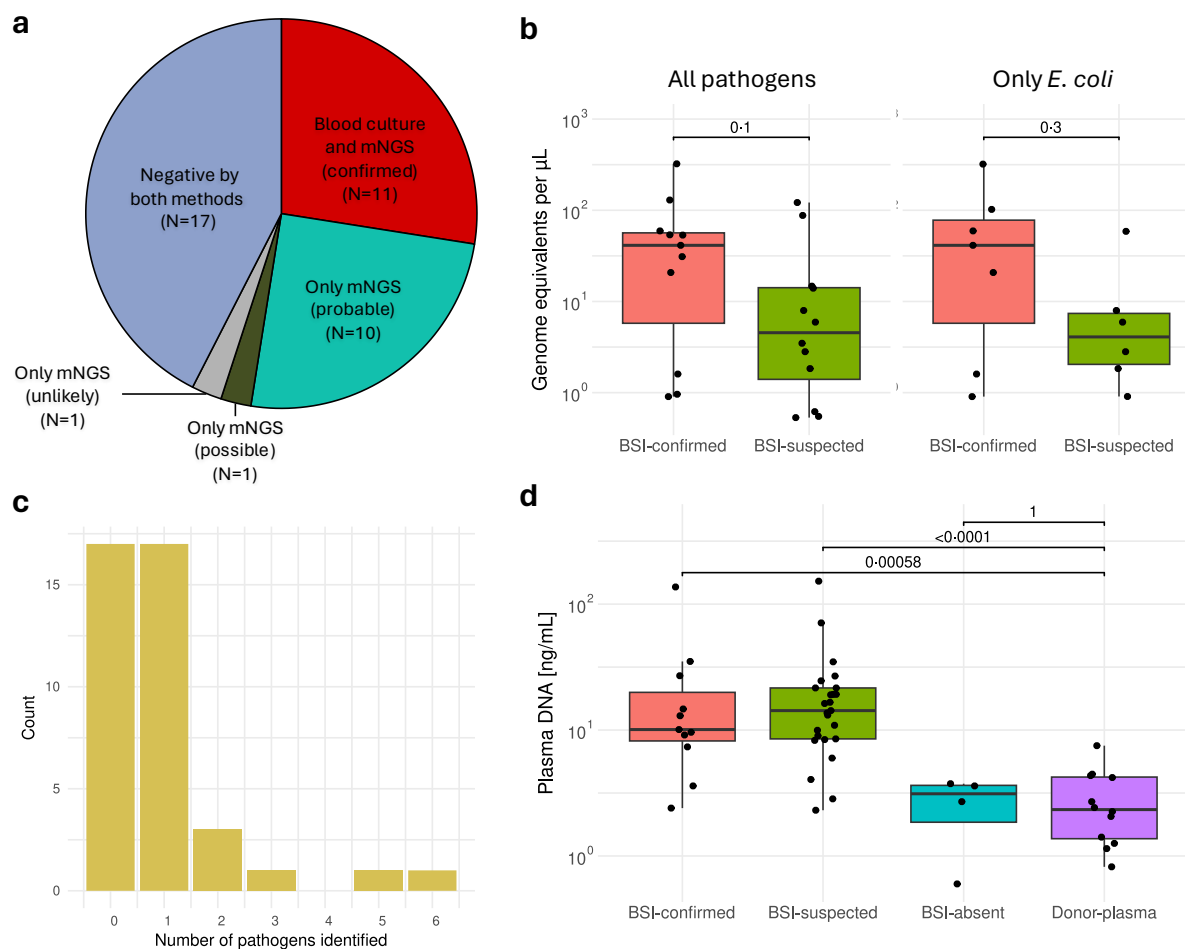 a
Blood culture
and mNGS
(confirmed)
(N=11)
Negative by
both methods
(N=17)
Only mNGS
(probable)
(N=10)
Only mNGS
(unlikely)
(N=1)
Only mNGS
(possible)
(N=1)
b
All pathogens
Only E. coli
Genome equivalents per µL
10³
10²
10¹
10⁰
0·1
BSI-confirmed
BSI-suspected
3
2
1
0
0·3
BSI-confirmed
BSI-suspected
c
Count
15
10
5
0
0
1
2
3
4
5
6
Number of pathogens identified
d
Plasma DNA [ng/mL]
10²
10¹
10⁰
1
<0·0001
0·00058
BSI-confirmed
BSI-suspected
BSI-absent
Donor-plasma